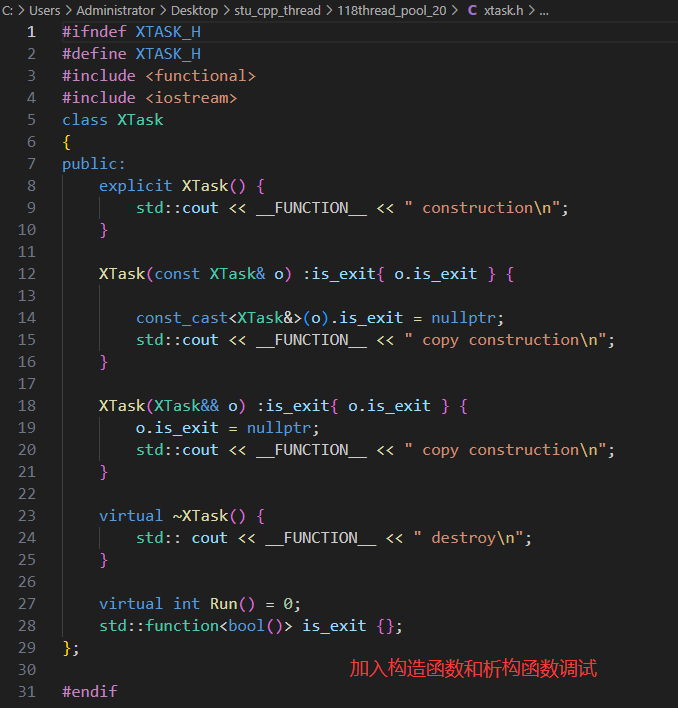 C: > Users > Administrator > Desktop > stu_cpp_thread > 118thread_pool_20 > C xtask.h > ...
1 #ifndef XTASK_H
2 #define XTASK_H
3 #include <functional>
4 #include <iostream>
5 class XTask
6 {
7 public:
8 explicit XTask() {
9 std::cout << __FUNCTION__ << " construction\n";
10 }
11
12 XTask(const XTask& o) :is_exit{ o.is_exit } {
13
14 const_cast<XTask&>(o).is_exit = nullptr;
15 std::cout << __FUNCTION__ << " copy construction\n";
16 }
17
18 XTask(XTask&& o) :is_exit{ o.is_exit } {
19 o.is_exit = nullptr;
20 std::cout << __FUNCTION__ << " copy construction\n";
21 }
22
23 virtual ~XTask() {
24 std:: cout << __FUNCTION__ << " destroy\n";
25 }
26
27 virtual int Run() = 0;
28 std::function<bool()> is_exit {};
29 };
30 加入构造函数和析构函数调试
31 #endif